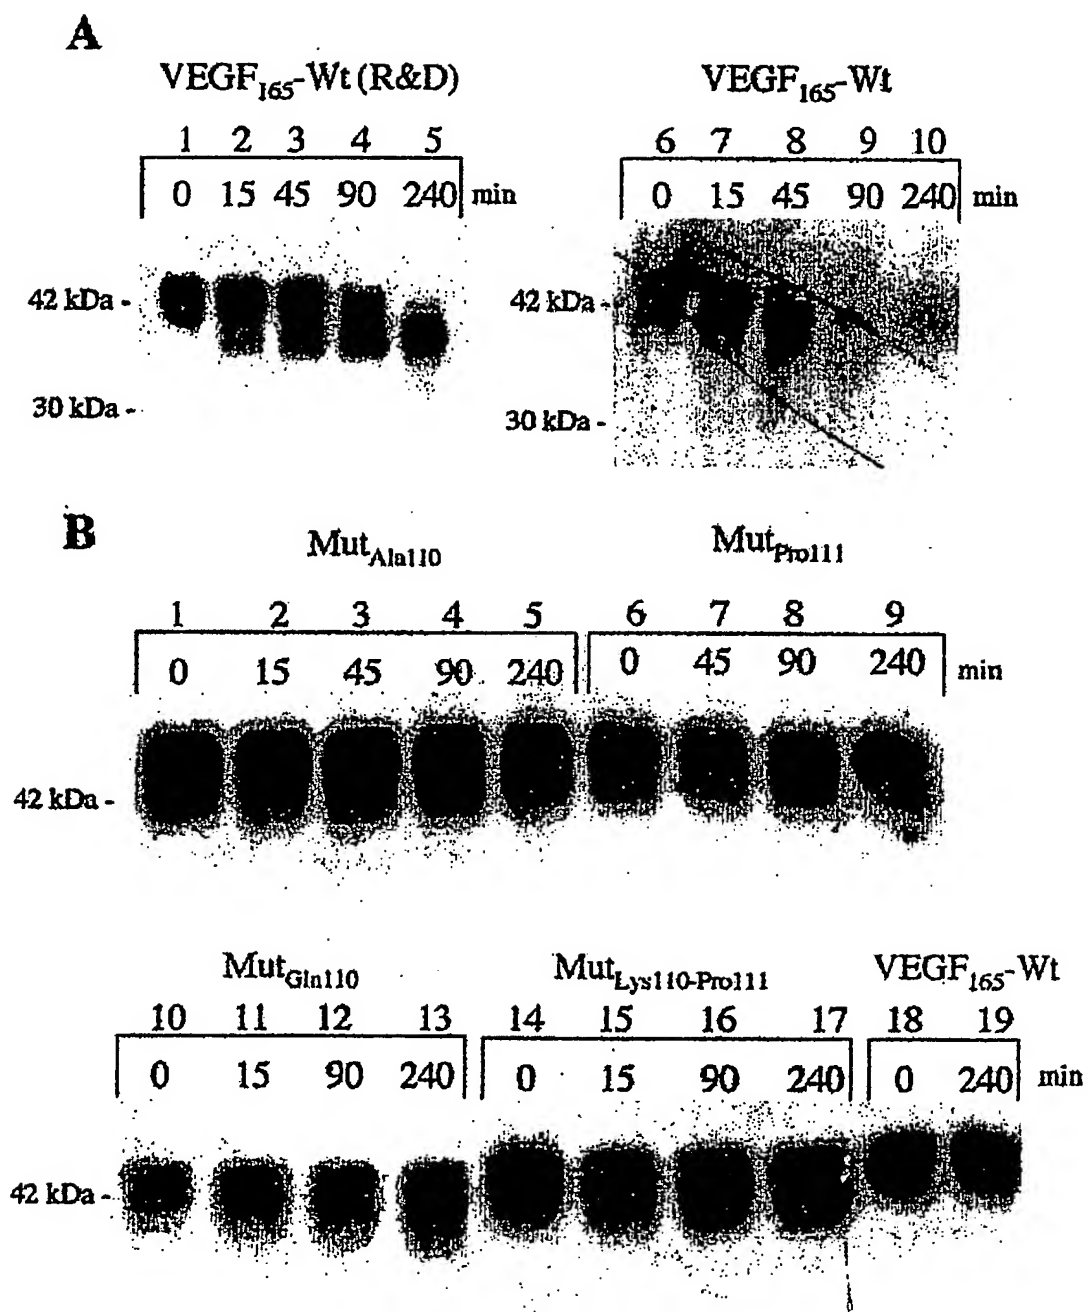 A
VEGF165-Wt (R&D) VEGF165-Wt
1 2 3 4 5 6 7 8 9 10
0 15 45 90 240 min 0 15 45 90 240 min
42 kDa - 42 kDa -
30 kDa - 30 kDa -
B
MutAla110 MutPro111
1 2 3 4 5 6 7 8 9
0 15 45 90 240 0 45 90 240 min
42 kDa -
MutGln110 MutLys110-Pro111 VEGF165-Wt
10 11 12 13 14 15 16 17 18 19
0 15 90 240 0 15 90 240 0 240 min
42 kDa -